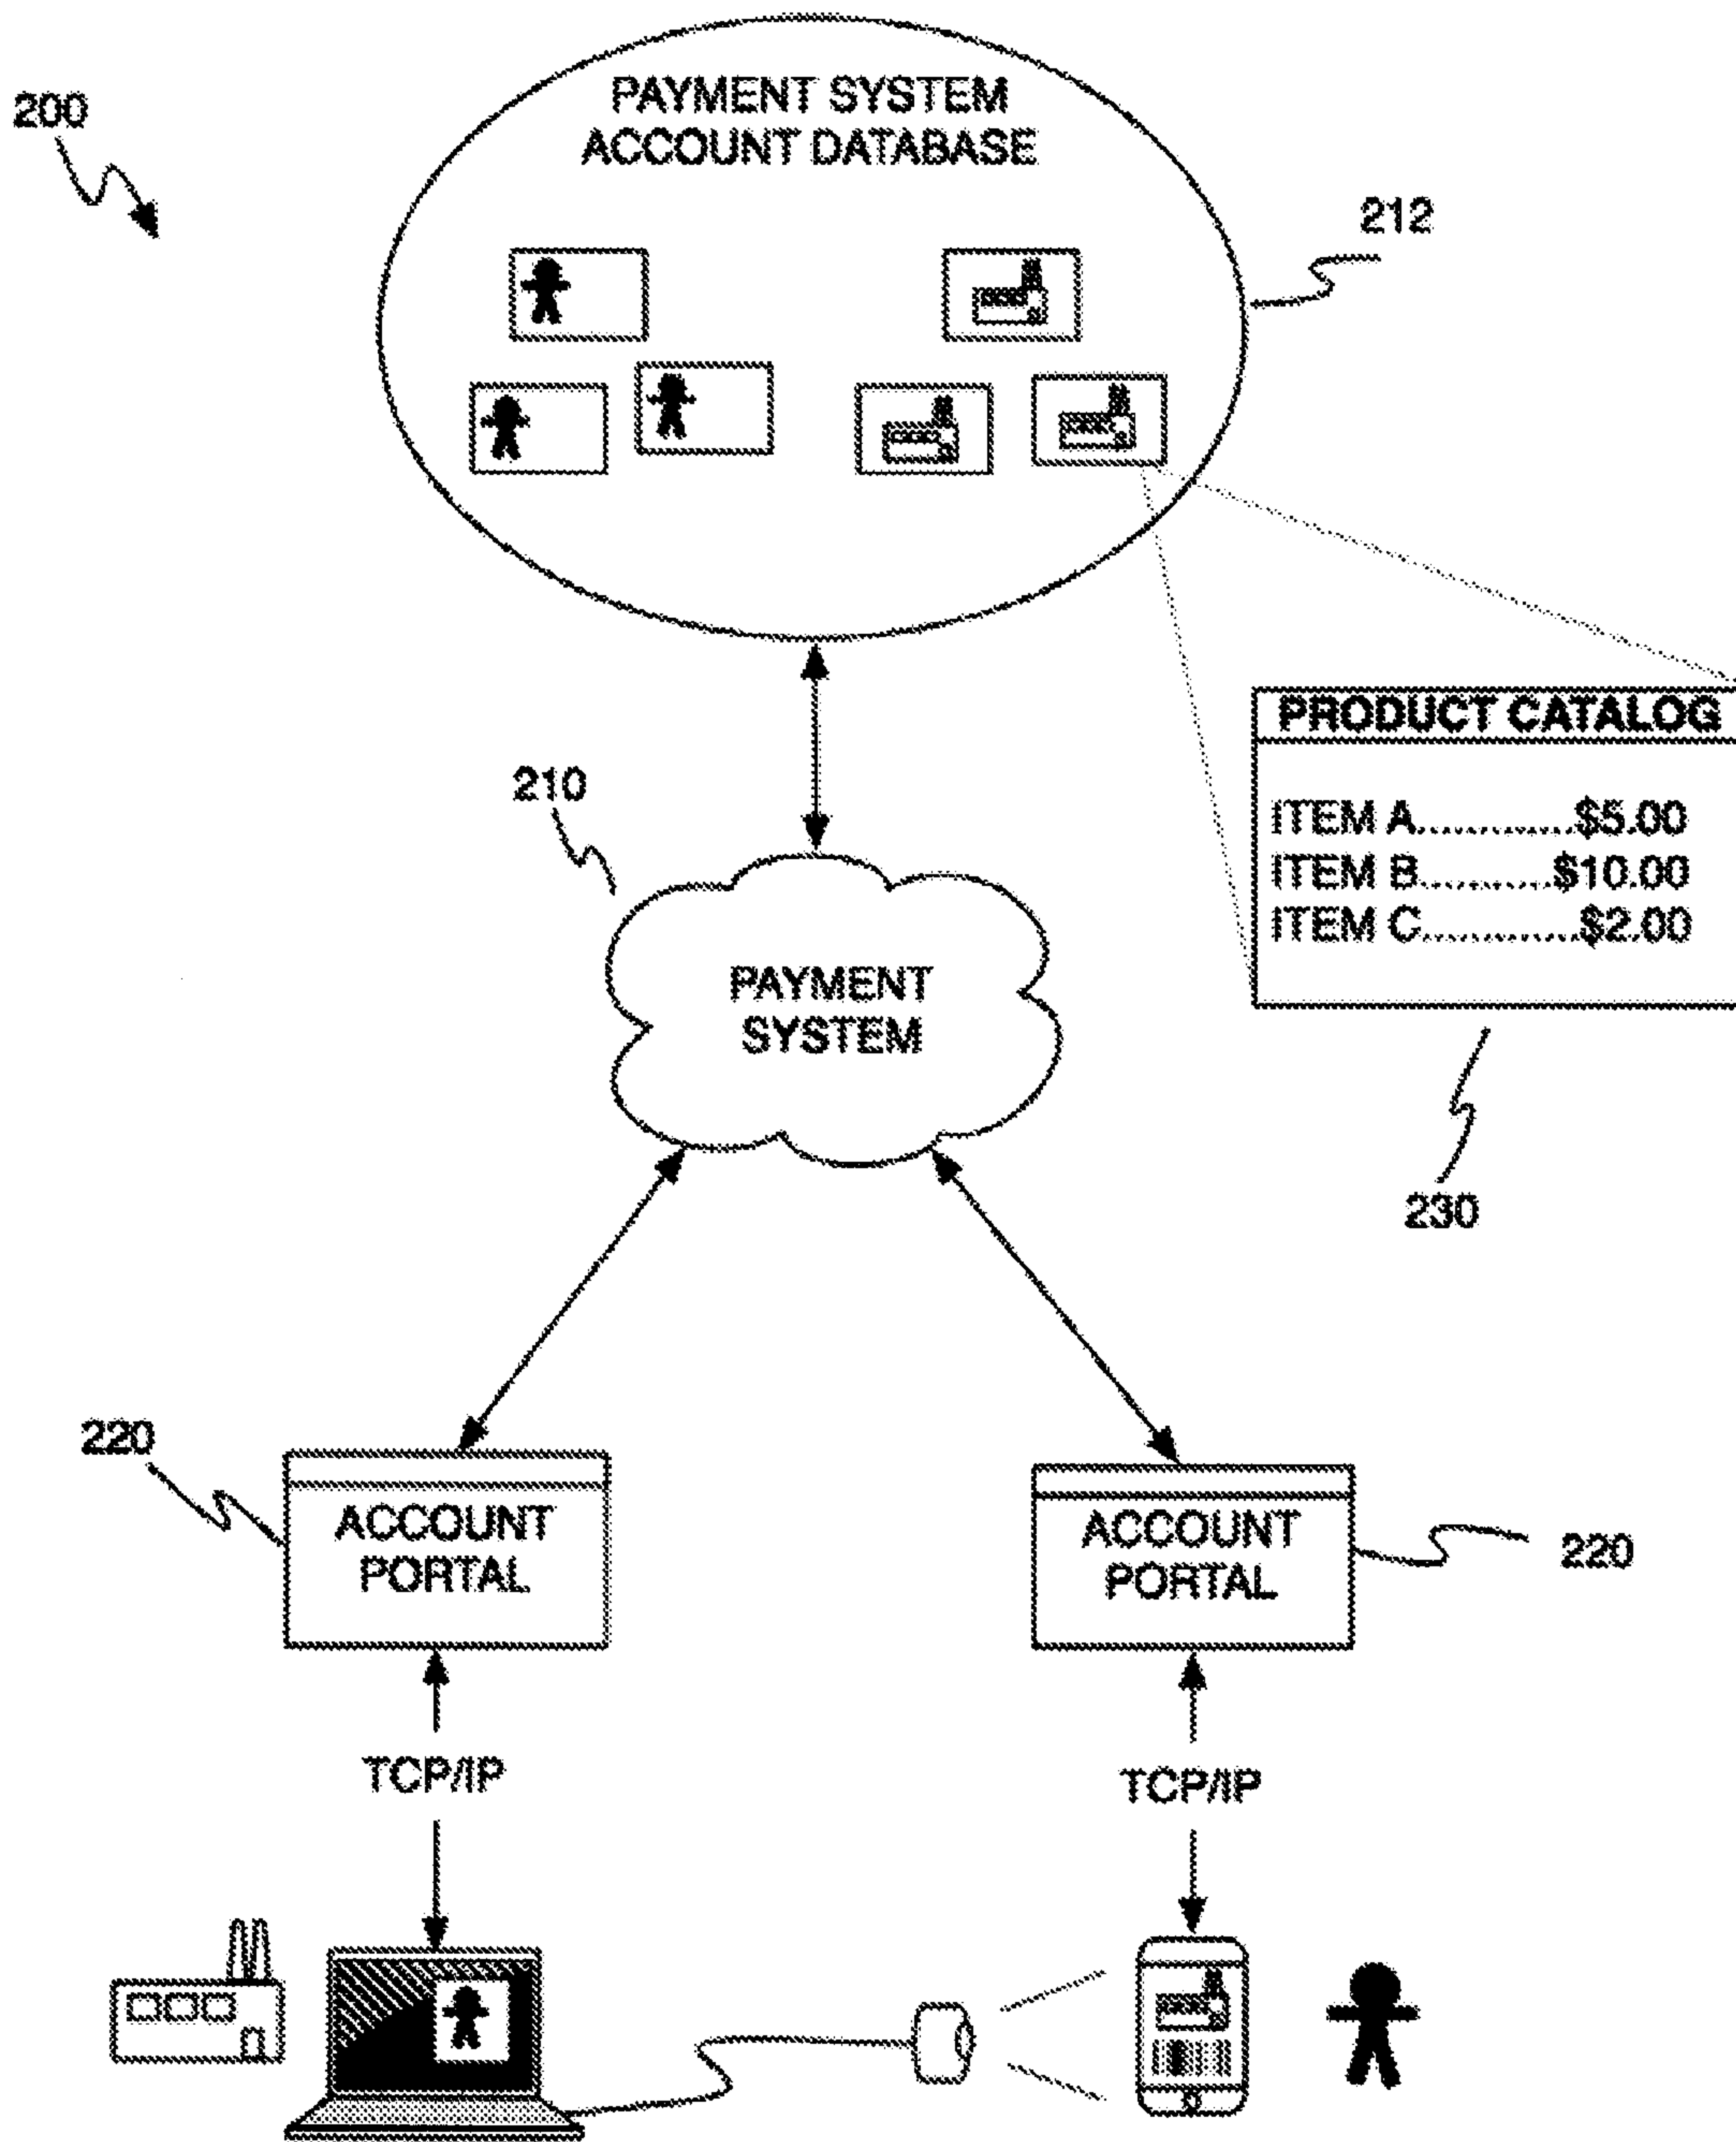 200
PAYMENT SYSTEM
ACCOUNT DATABASE
212
210
PRODUCT CATALOG
ITEM A.............$5.00
ITEM B...........$10.00
ITEM C.............$2.00
PAYMENT
SYSTEM
230
220
ACCOUNT
PORTAL
ACCOUNT
PORTAL
220
TCP/IP
TCP/IP